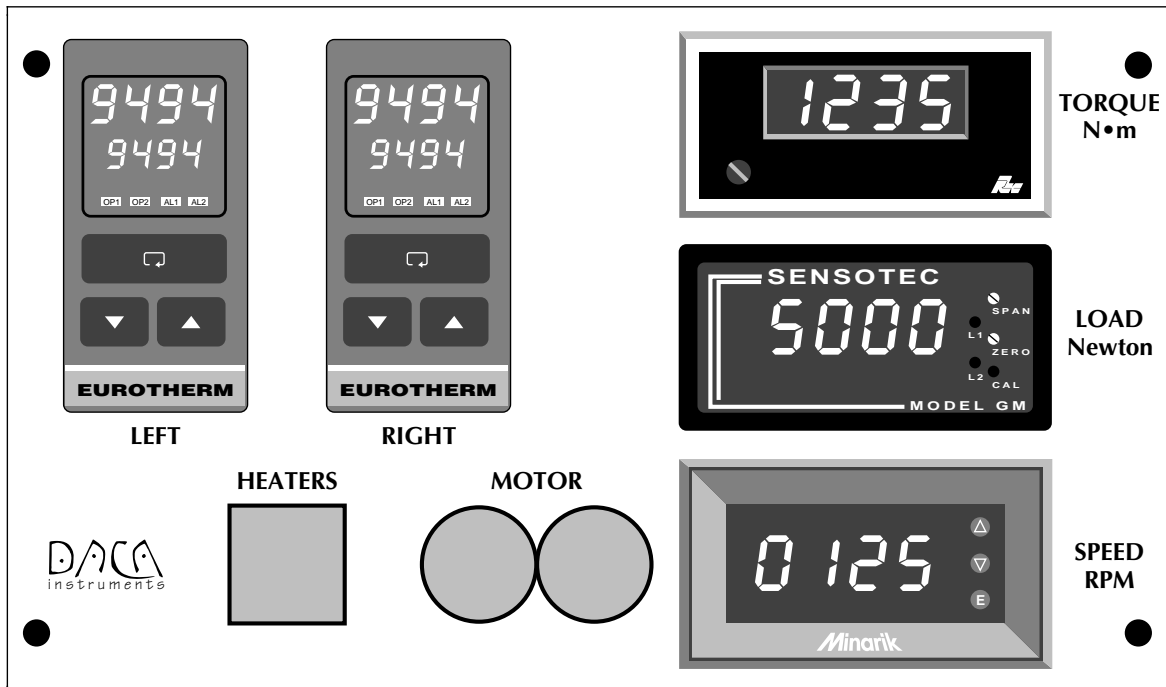 9494
9494
OP1 OP2 AL1 AL2
EUROTHERM
LEFT
9494
9494
OP1 OP2 AL1 AL2
EUROTHERM
RIGHT
1235
TORQUE
N•m
SENSOTEC
5000
SPAN
L1
ZERO
L2
CAL
MODEL GM
LOAD
Newton
HEATERS
MOTOR
DACA
instruments
0125
E
Minarik
SPEED
RPM